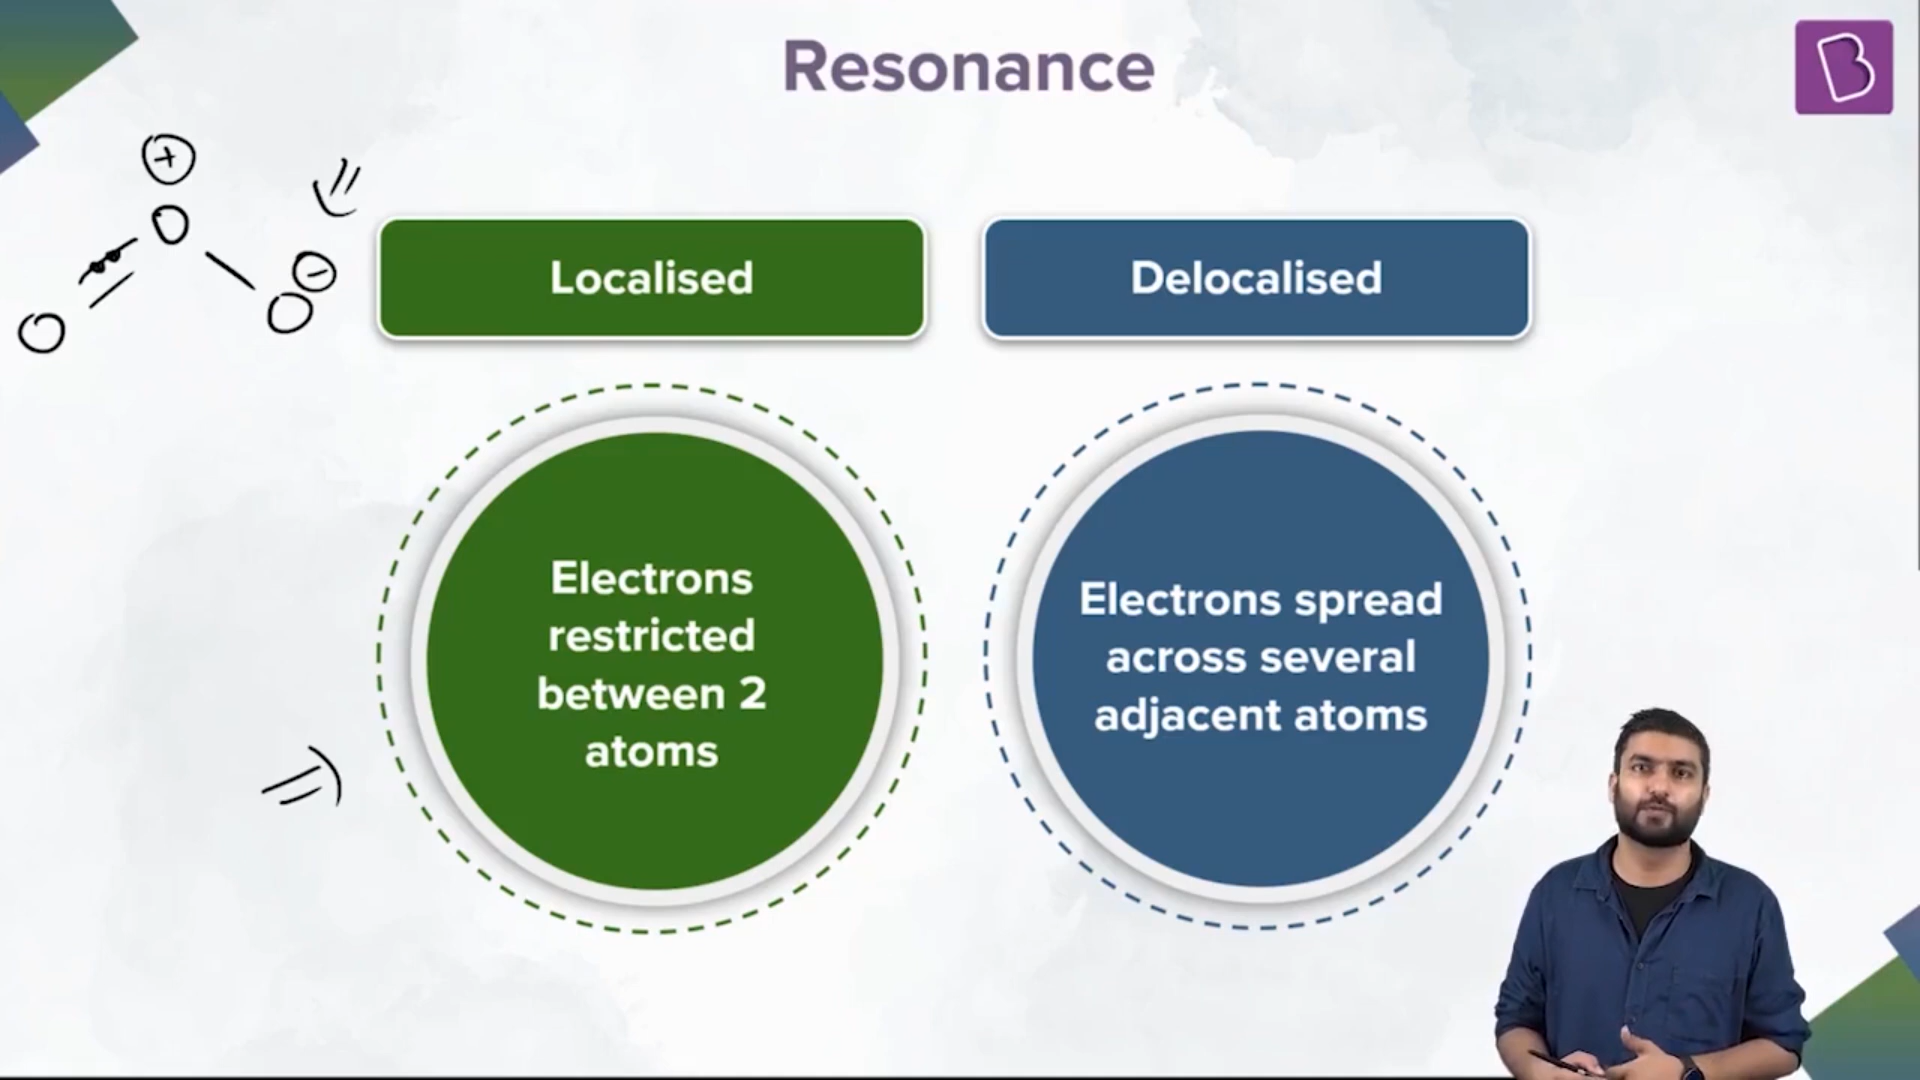 Resonance
B
⊕
O
O
O
⊖
Localised
Delocalised
Electrons
restricted
between 2
atoms
Electrons spread
across several
adjacent atoms